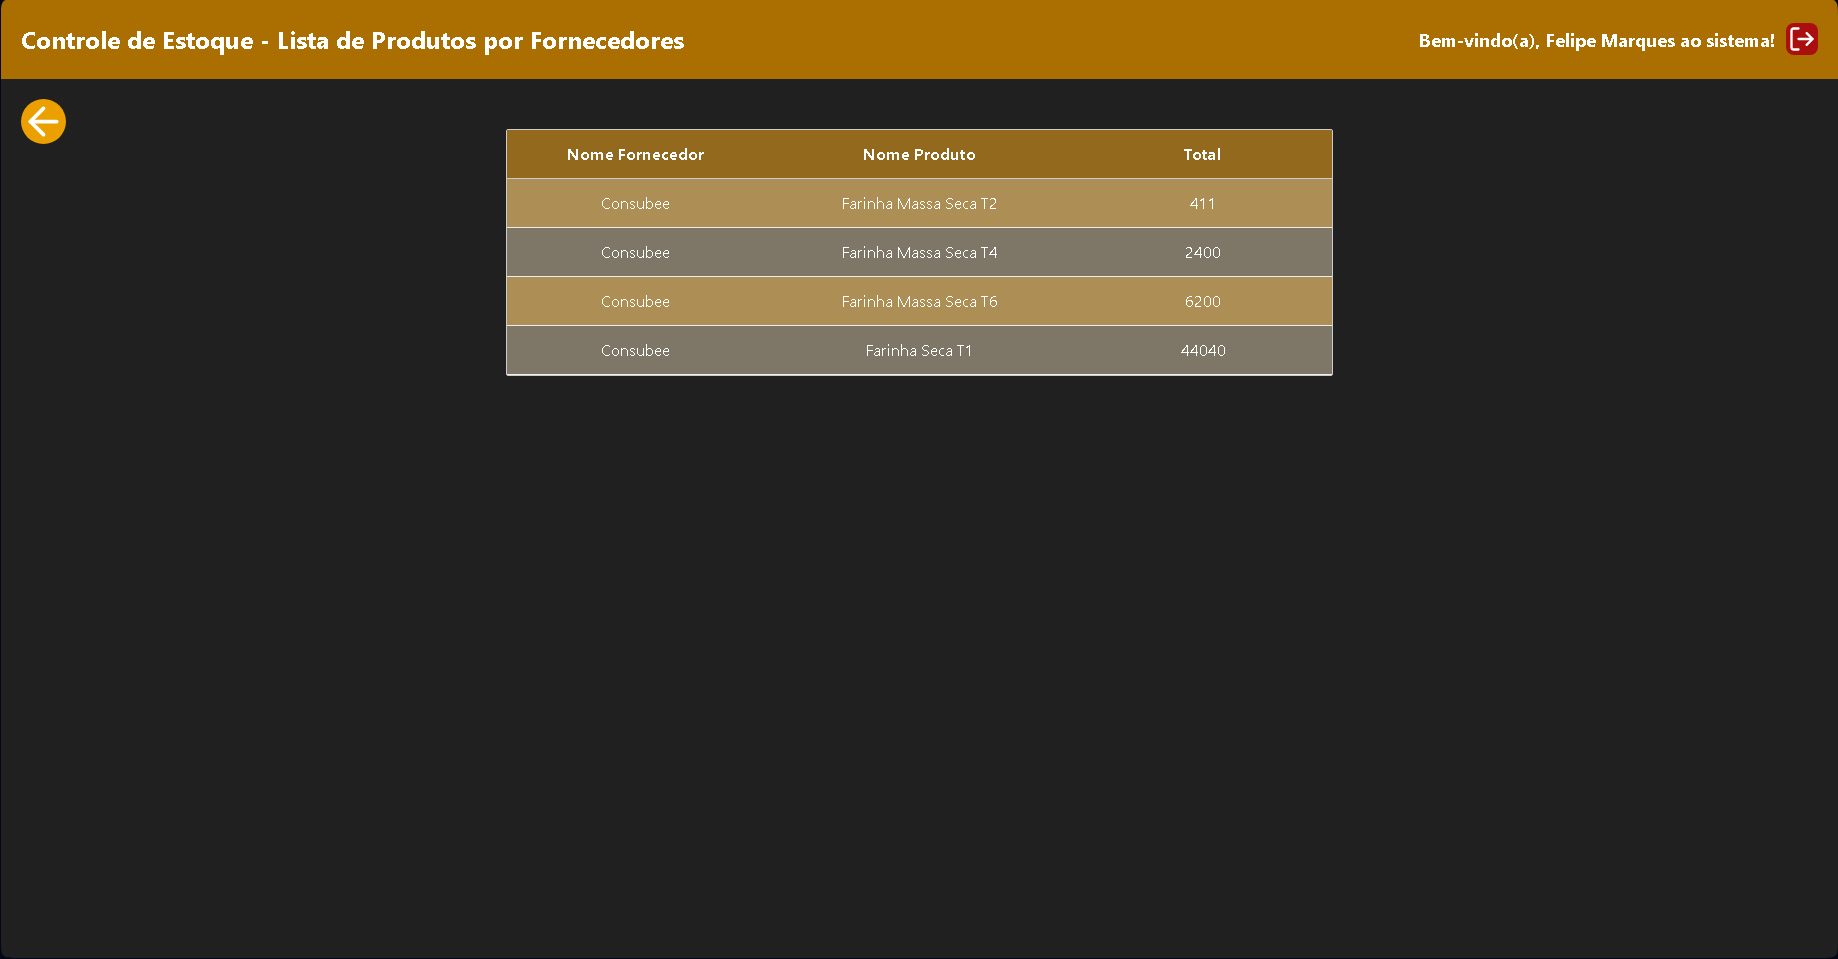 Controle de Estoque - Lista de Produtos por Fornecedores
Bem-vindo(a), Felipe Marques ao sistema!
Nome Fornecedor Nome Produto Total
Consubee Farinha Massa Seca T2 411
Consubee Farinha Massa Seca T4 2400
Consubee Farinha Massa Seca T6 6200
Consubee Farinha Seca T1 44040